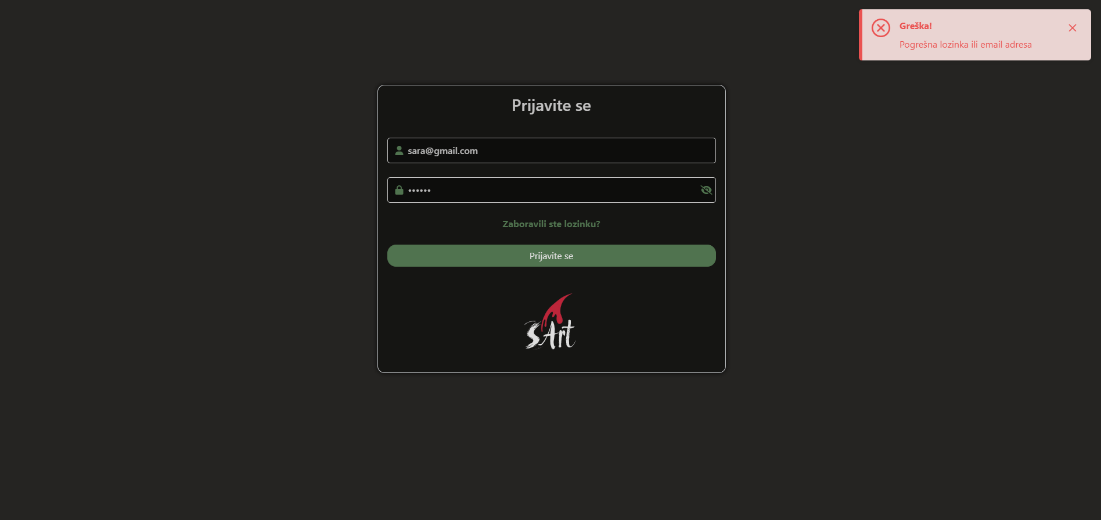 Greška!
Pogrešna lozinka ili email adresa
Prijavite se
sara@gmail.com
••••••
Zaboravili ste lozinku?
Prijavite se
SArt